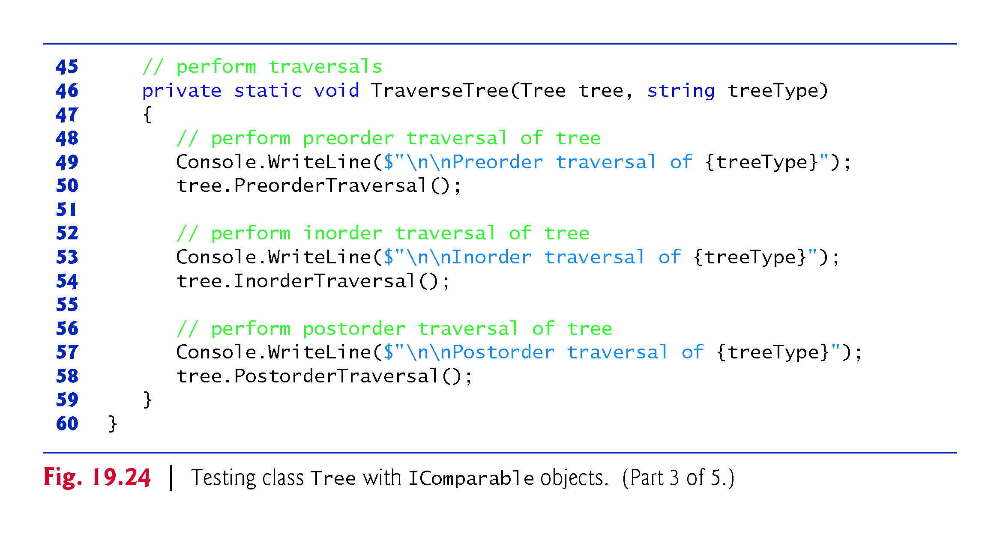 45 // perform traversals
46 private static void TraverseTree(Tree tree, string treeType)
47 {
48 // perform preorder traversal of tree
49 Console.WriteLine($"\n\nPreorder traversal of {treeType}");
50 tree.PreorderTraversal();
51
52 // perform inorder traversal of tree
53 Console.WriteLine($"\n\nInorder traversal of {treeType}");
54 tree.InorderTraversal();
55
56 // perform postorder traversal of tree
57 Console.WriteLine($"\n\nPostorder traversal of {treeType}");
58 tree.PostorderTraversal();
59 }
60 }
Fig. 19.24 | Testing class Tree with IComparable objects. (Part 3 of 5.)